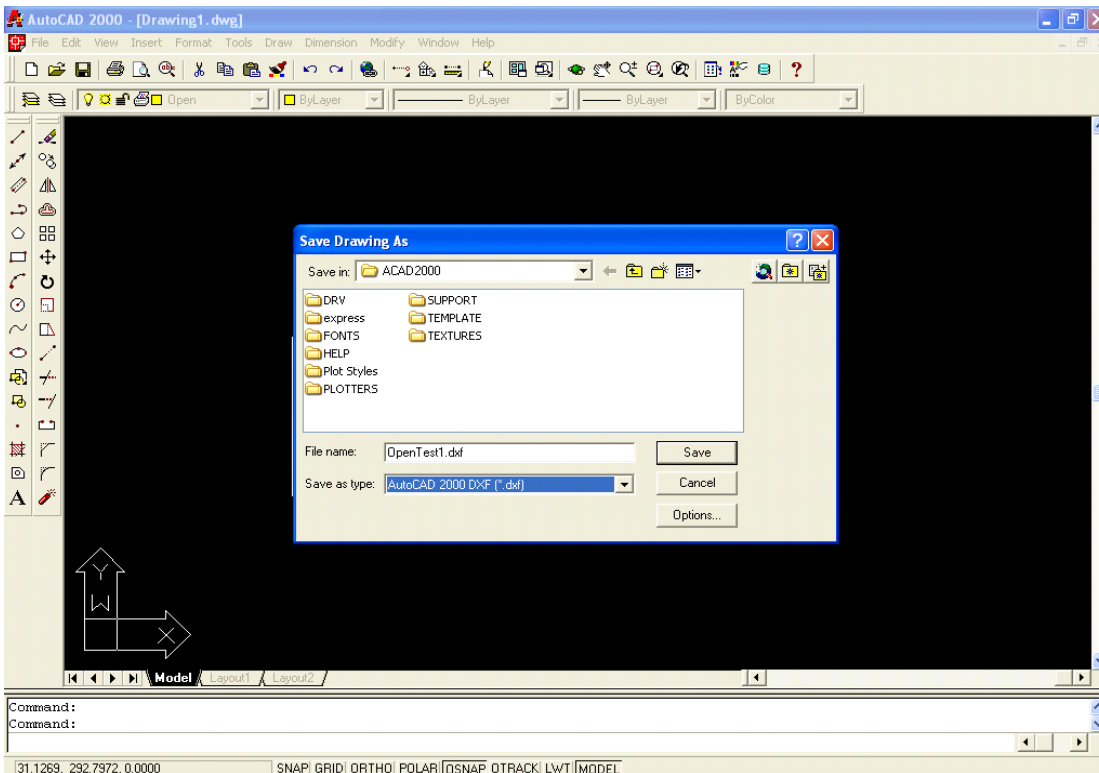 AutoCAD 2000 - [Drawing1.dwg]
File Edit View Insert Format Tools Draw Dimension Modify Window Help
Open ByLayer ByLayer ByLayer ByColor
Save Drawing As
Save in: ACAD2000
DRV SUPPORT
express TEMPLATE
FONTS TEXTURES
HELP
Plot Styles
PLOTTERS
File name: OpenTest1.dxf Save
Save as type: AutoCAD 2000 DXF (*.dxf) Cancel
Options...
A
Y
W
X
Model Layout1 Layout2
Command:
Command:
31.1269, 292.7972, 0.0000 SNAP GRID ORTHO POLAR OSNAP OTRACK LWT MODEL